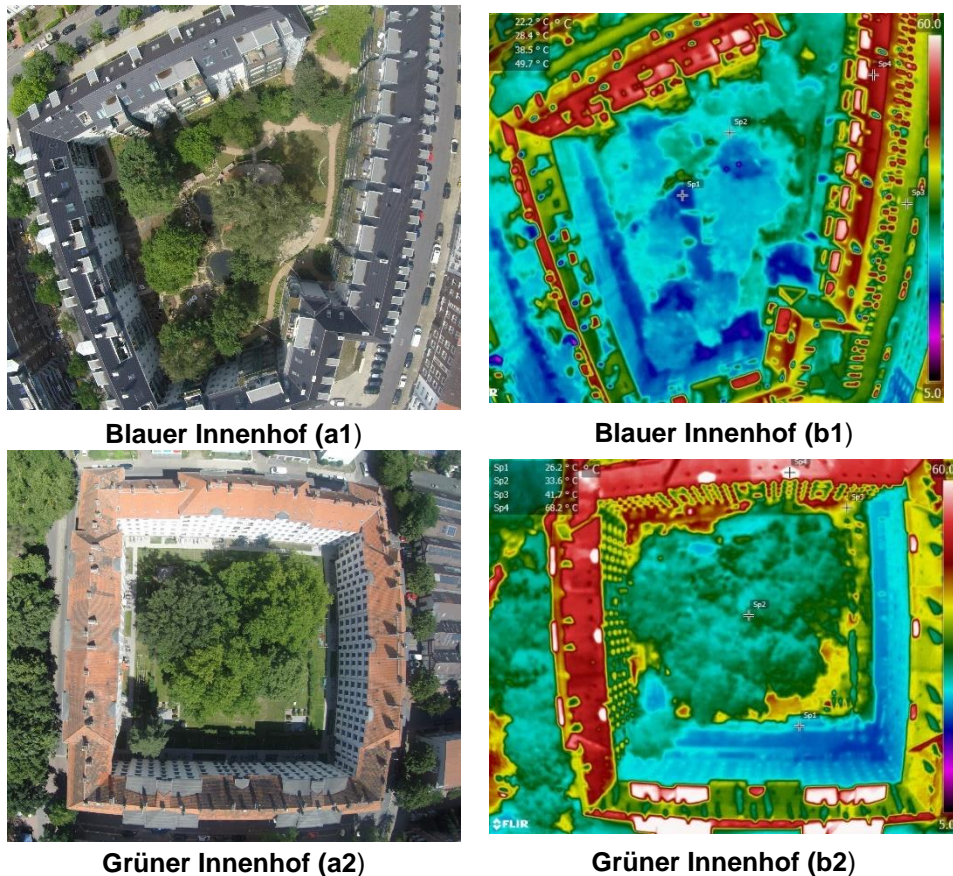 22.2 ° C ° C 60.0
28.4 ° C
38.5 ° C
49.7 ° C
Sp4
Sp2
Sp1
Sp3
5.0
Blauer Innenhof (a1)
Blauer Innenhof (b1)
Sp1 26.2 ° C ° C Sp4 60.0
Sp2 33.6 ° C
Sp3 41.7 ° C
Sp4 68.2 ° C
Sp3
Sp2
Sp1
FLIR 5.0
Grüner Innenhof (a2)
Grüner Innenhof (b2)